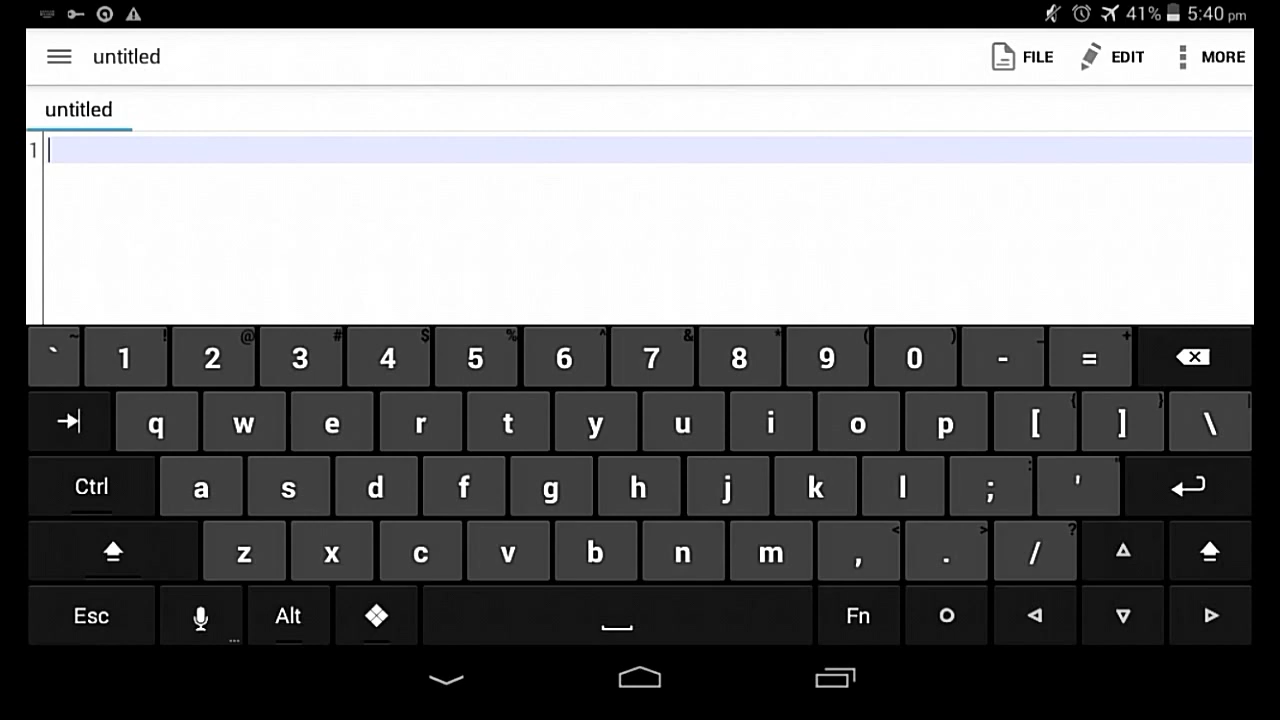 41% 5:40 pm
untitled FILE EDIT MORE
untitled
1
` ~ 1 ! 2 @ 3 # 4 $ 5 % 6 ^ 7 & 8 * 9 ( 0 ) - _ = +
q w e r t y u i o p [ { ] } \ |
Ctrl a s d f g h j k l ; : ' "
z x c v b n m , < . > / ?
Esc ... Alt Fn